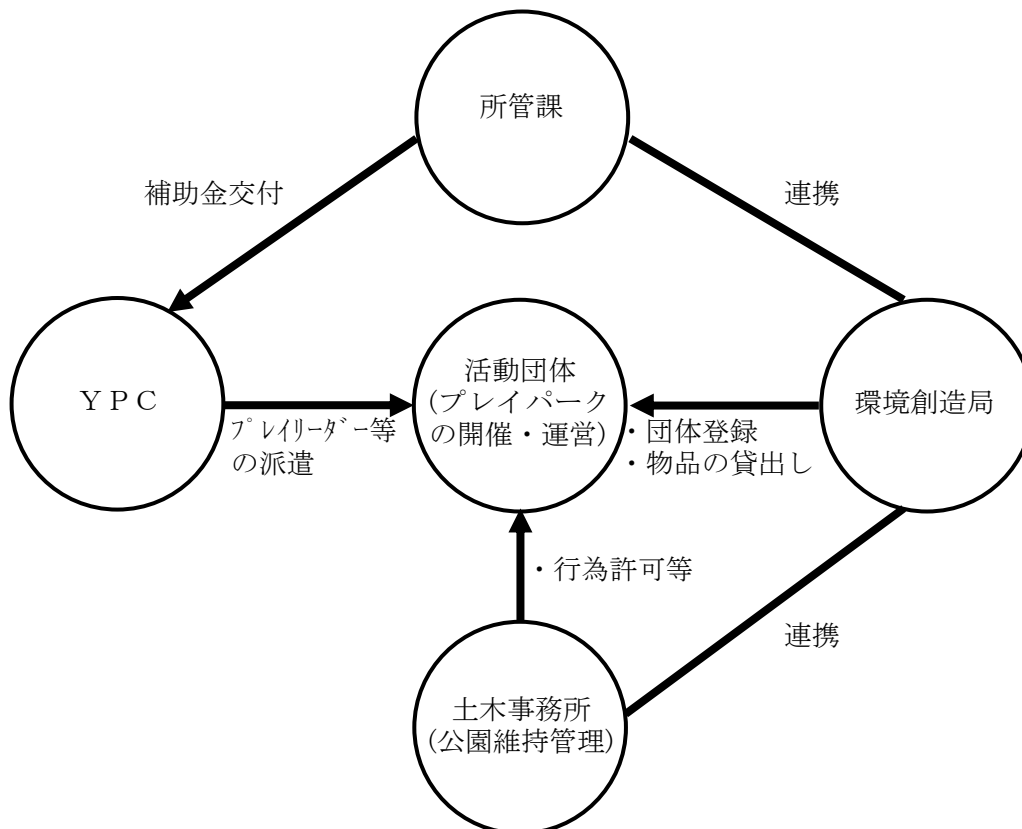 所管課
補助金交付
連携
ＹＰＣ
活動団体
(プレイパーク
の開催・運営)
環境創造局
プレイリーダー等
の派遣
・団体登録
・物品の貸出し
・行為許可等
連携
土木事務所
(公園維持管理)